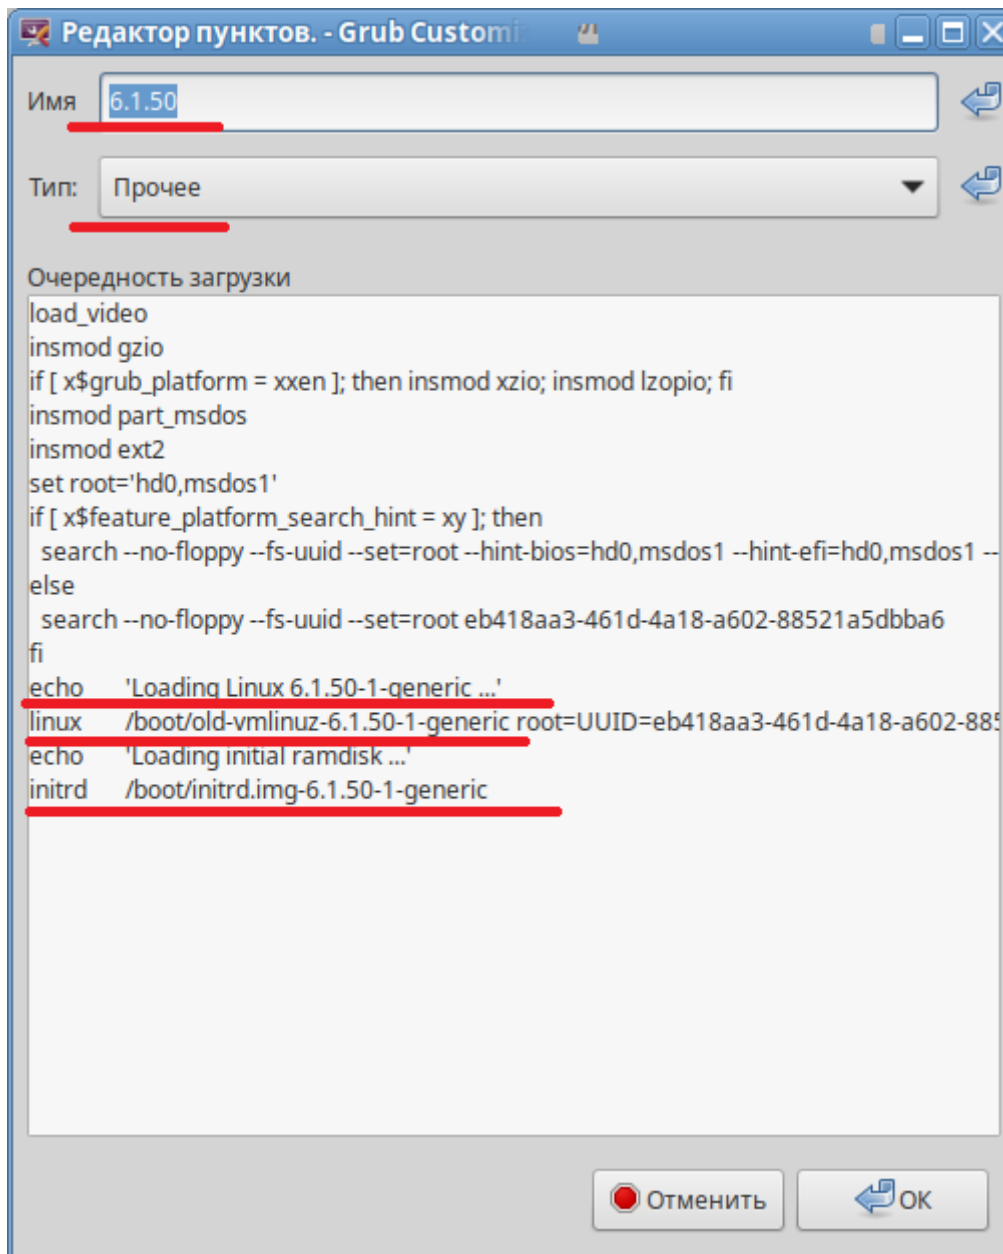 Редактор пунктов. - Grub Customi
Имя 6.1.50
Тип: Прочее
Очередность загрузки
load_video
insmod gzio
if [ x$grub_platform = xxen ]; then insmod xzio; insmod lzopio; fi
insmod part_msdos
insmod ext2
set root='hd0,msdos1'
if [ x$feature_platform_search_hint = xy ]; then
  search --no-floppy --fs-uuid --set=root --hint-bios=hd0,msdos1 --hint-efi=hd0,msdos1 --
else
  search --no-floppy --fs-uuid --set=root eb418aa3-461d-4a18-a602-88521a5dbba6
fi
echo 'Loading Linux 6.1.50-1-generic ...'
linux /boot/old-vmlinuz-6.1.50-1-generic root=UUID=eb418aa3-461d-4a18-a602-885
echo 'Loading initial ramdisk ...'
initrd /boot/initrd.img-6.1.50-1-generic
Отменить OK